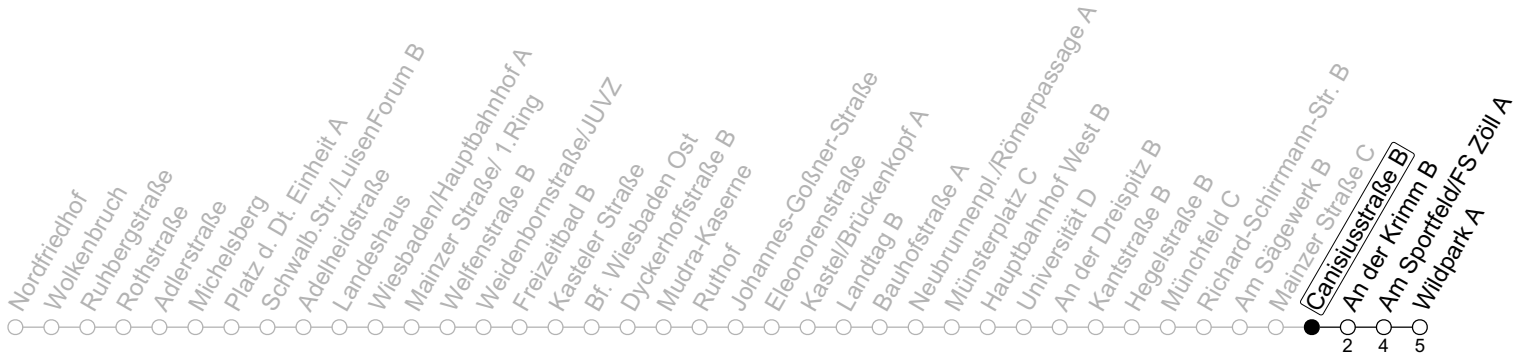 Nordfriedhof
Wolkenbruch
Ruhbergstraße
Rothstraße
Adlerstraße
Michelsberg
Platz d. Dt. Einheit A
Schwalb.Str./LuisenForum B
Adelheidstraße
Landeshaus
Wiesbaden/Hauptbahnhof A
Mainzer Straße/ 1.Ring
Welfenstraße B
Weidenbornstraße/JUVZ
Freizeitbad B
Kasteler Straße
Bf. Wiesbaden Ost
Dyckerhoffstraße B
Mudra-Kaserne
Ruthof
Johannes-Goßner-Straße
Eleonorenstraße
Kastel/Brückenkopf A
Landtag B
Bauhofstraße A
Neubrunnenpl./Römerpassage A
Münsterplatz C
Hauptbahnhof West B
Universität D
An der Dreispitz B
Kantstraße B
Hegelstraße B
Münchfeld C
Richard-Schirrmann-Str. B
Am Sägewerk B
Mainzer Straße C
Canisiusstraße B
An der Krimm B
Am Sportfeld/FS Zöll A
Wildpark A
2 4 5